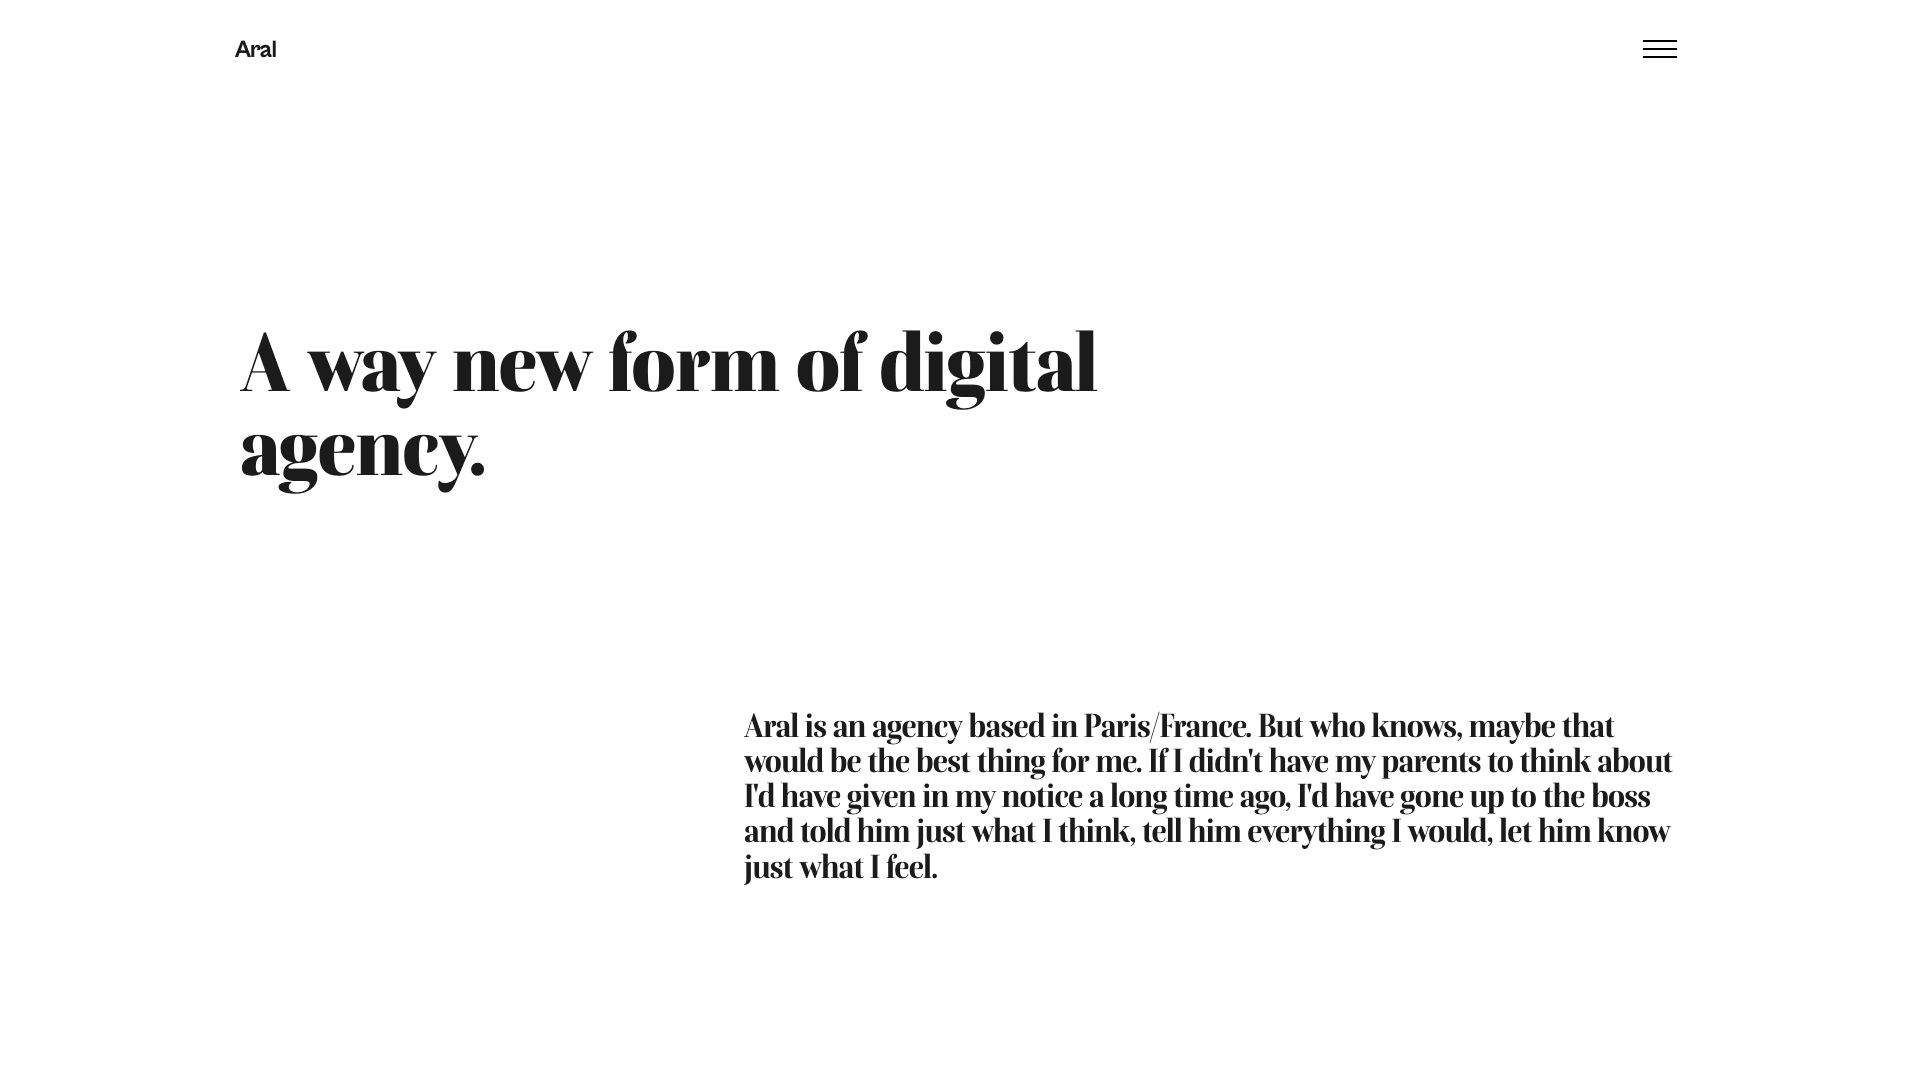 Aral
A way new form of digital
agency.
Aral is an agency based in Paris/France. But who knows, maybe that
would be the best thing for me. If I didn't have my parents to think about
I'd have given in my notice a long time ago, I'd have gone up to the boss
and told him just what I think, tell him everything I would, let him know
just what I feel.